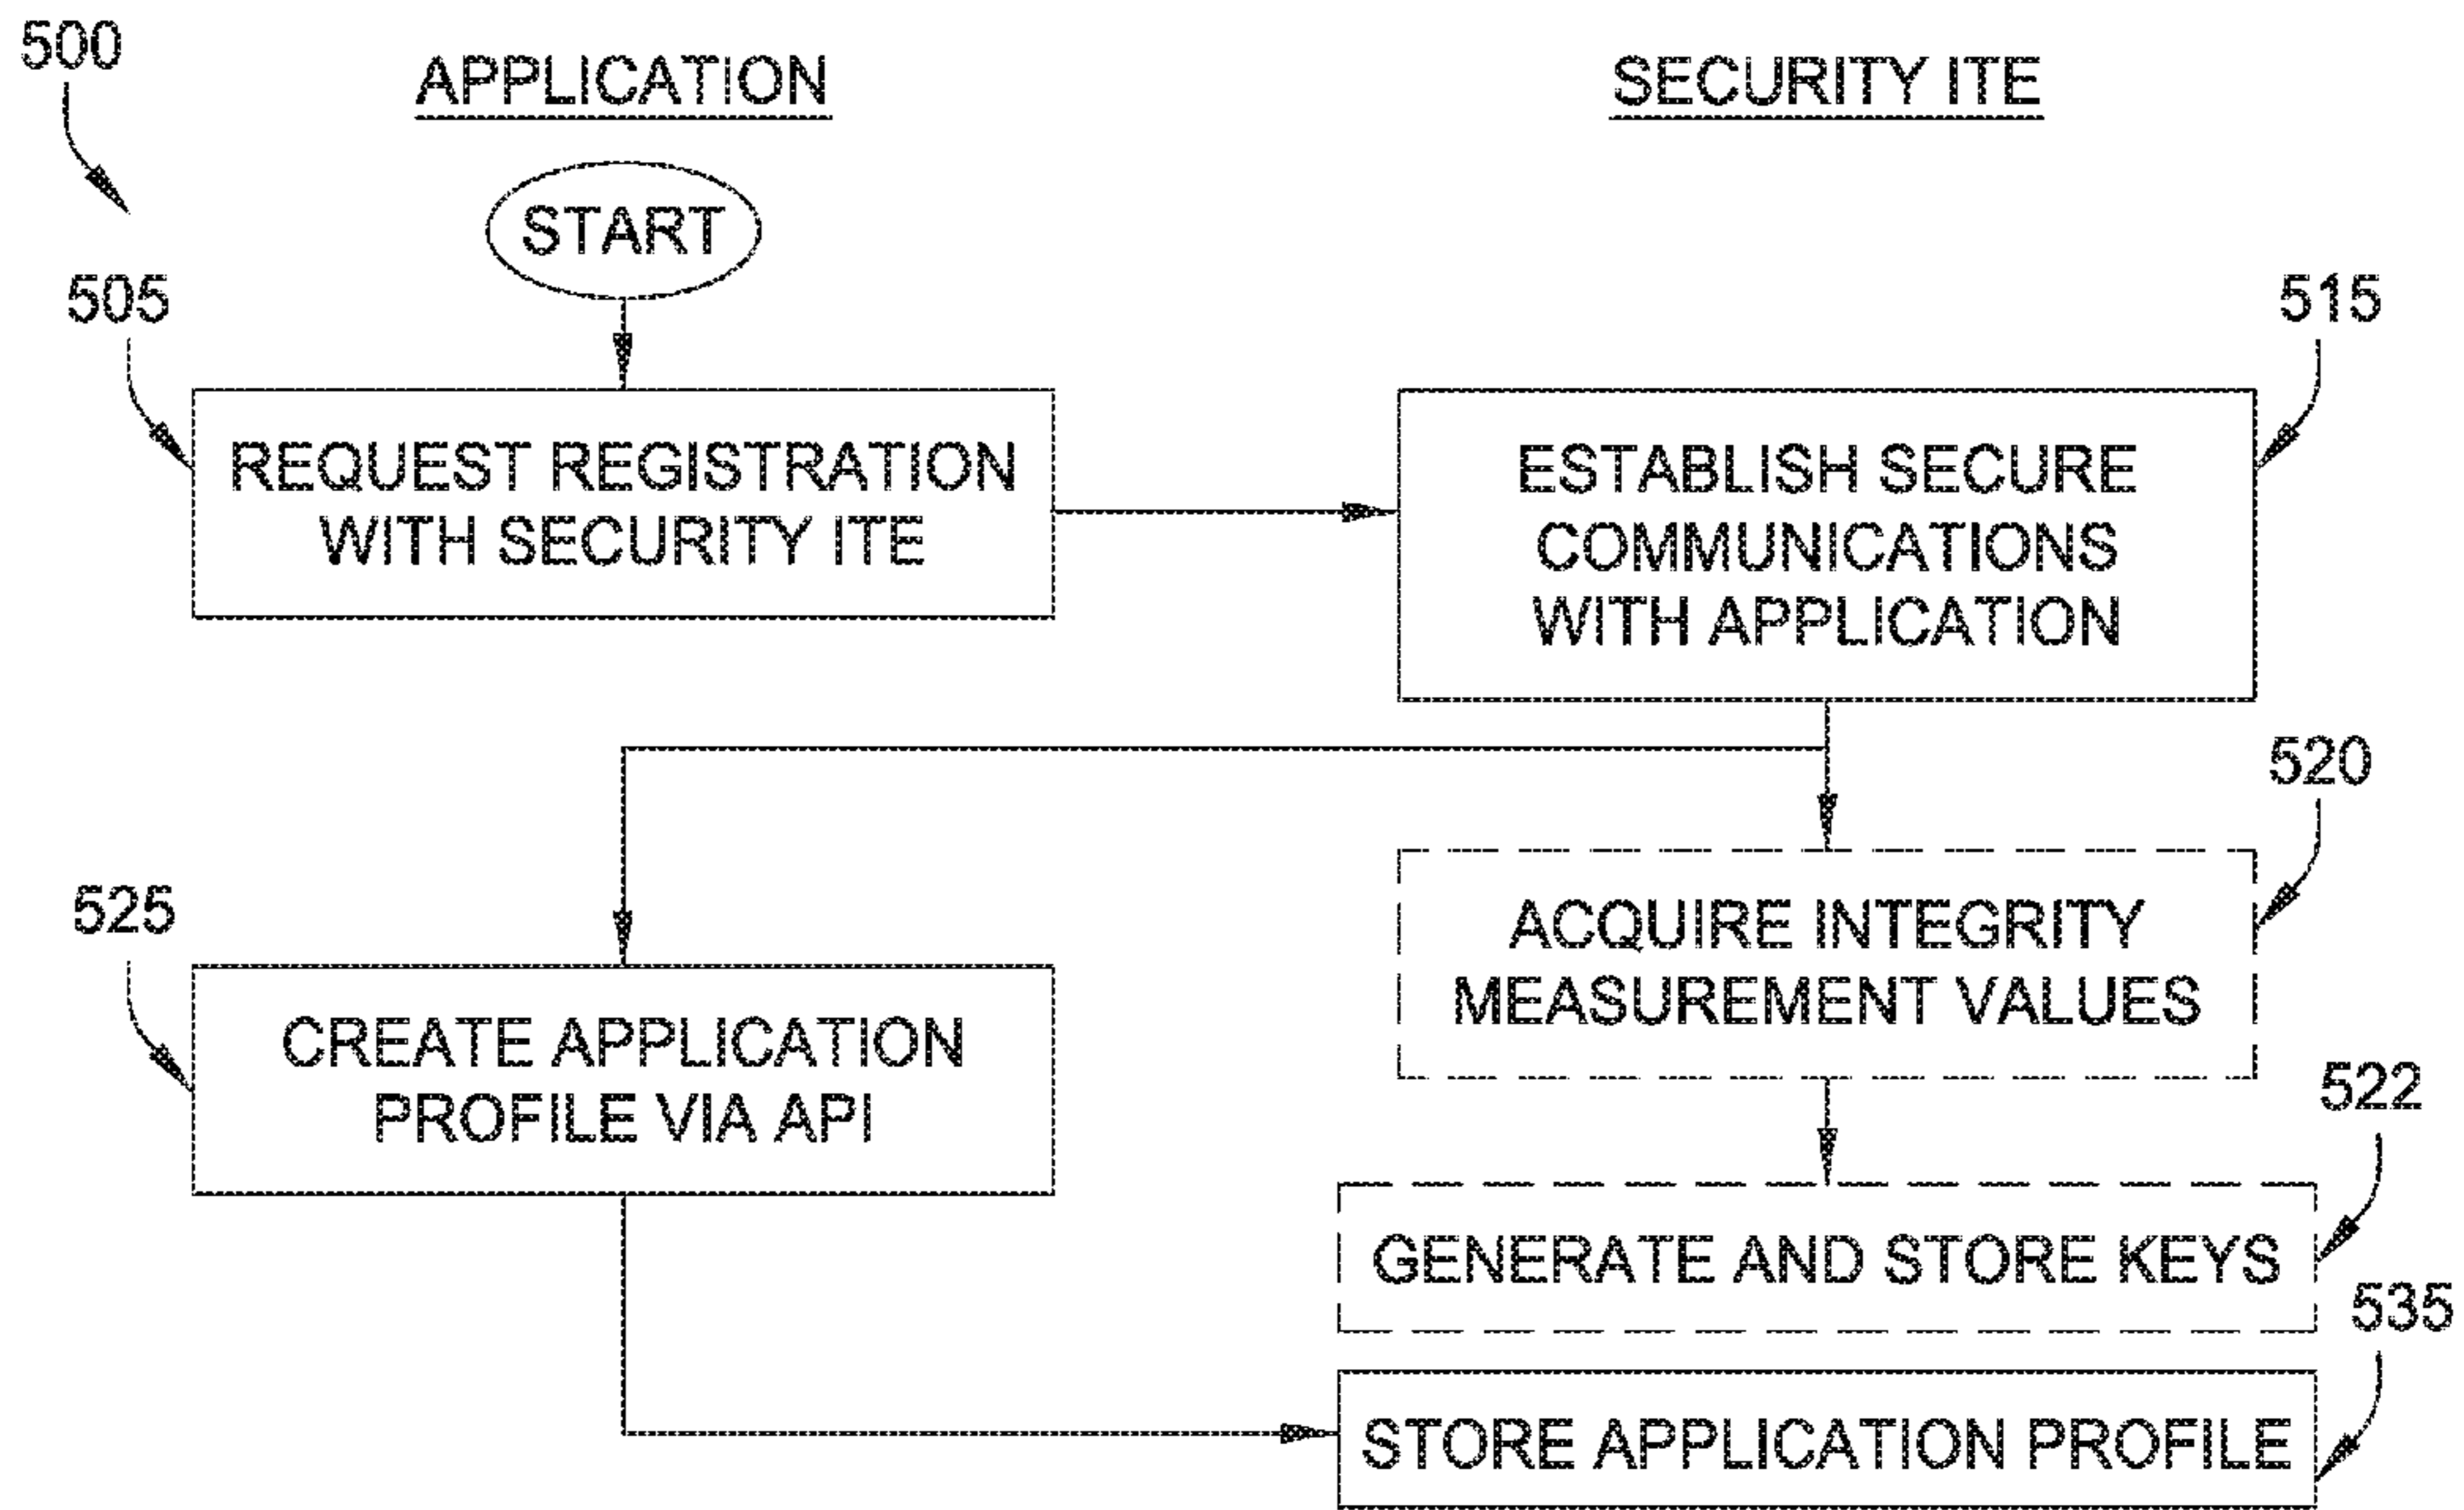 500
APPLICATION
SECURITY ITE
START
505
515
REQUEST REGISTRATION
WITH SECURITY ITE
ESTABLISH SECURE
COMMUNICATIONS
WITH APPLICATION
520
525
ACQUIRE INTEGRITY
MEASUREMENT VALUES
CREATE APPLICATION
PROFILE VIA API
522
GENERATE AND STORE KEYS
535
STORE APPLICATION PROFILE